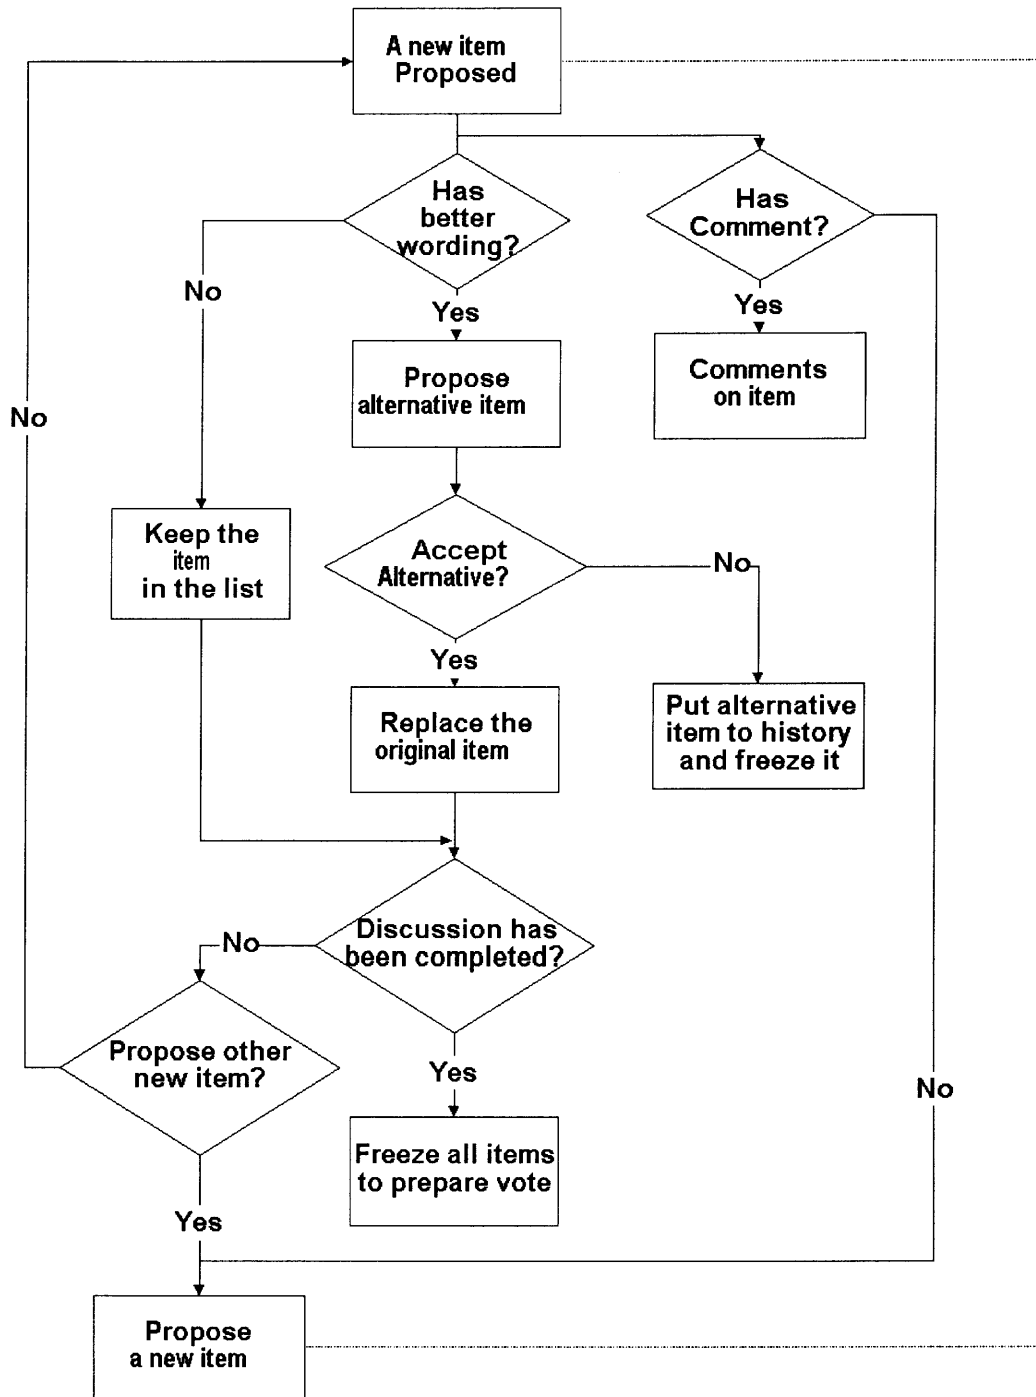 A new item
Proposed
Has
better
wording?
Has
Comment?
No
Yes
Yes
Propose
alternative item
Comments
on item
No
Keep the
item
in the list
Accept
Alternative?
No
Yes
Replace the
original item
Put alternative
item to history
and freeze it
Discussion has
been completed?
No
Propose other
new item?
Yes
No
Freeze all items
to prepare vote
Yes
Propose
a new item